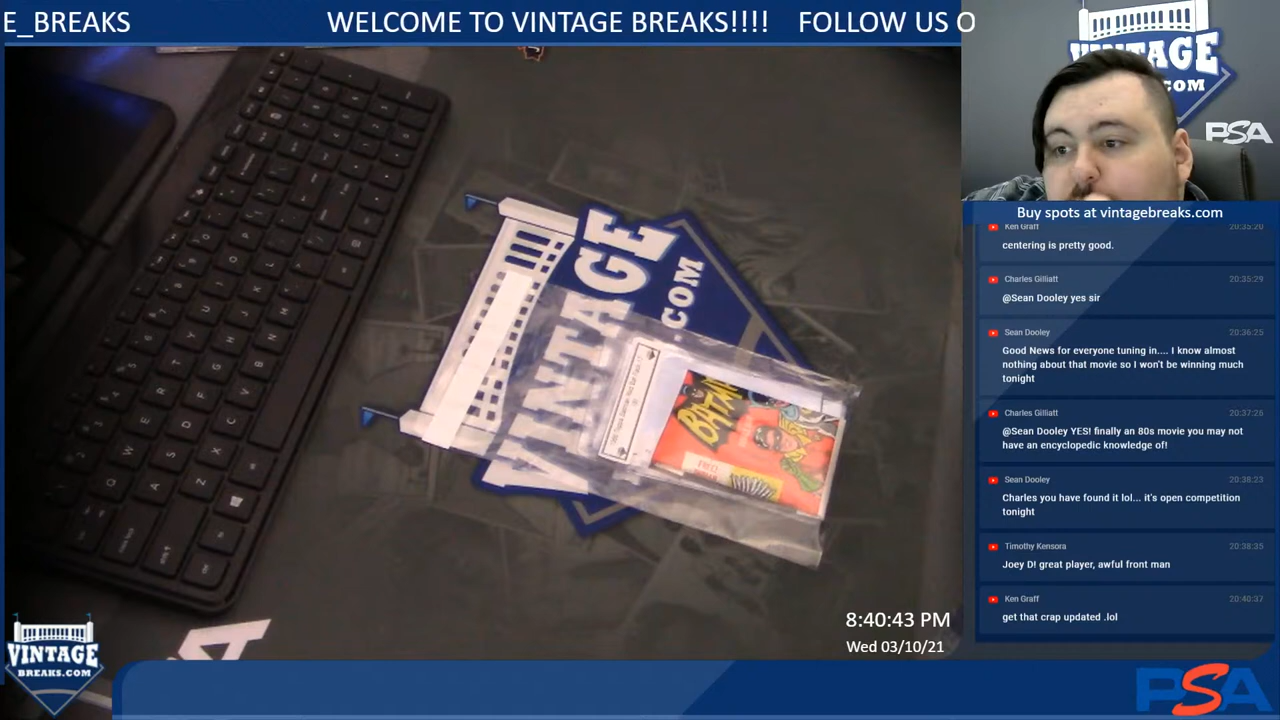 E_BREAKS WELCOME TO VINTAGE BREAKS!!!! FOLLOW US O
VINTAGE
.COM
PSA
Buy spots at vintagebreaks.com
Ken Graff 20:35:20
centering is pretty good.
Charles Gilliatt 20:35:29
@Sean Dooley yes sir
Sean Dooley 20:36:25
Good News for everyone tuning in.... I know almost
nothing about that movie so I won't be winning much
tonight
Charles Gilliatt 20:37:26
@Sean Dooley YES! finally an 80s movie you may not
have an encyclopedic knowledge of!
Sean Dooley 20:38:23
Charles you have found it lol... it's open competition
tonight
Timothy Kensora 20:38:35
Joey D! great player, awful front man
Ken Graff 20:40:37
get that crap updated .lol
VINTAGE
.COM
BATMAN
8:40:43 PM
Wed 03/10/21
VINTAGE
BREAKS.COM
PSA